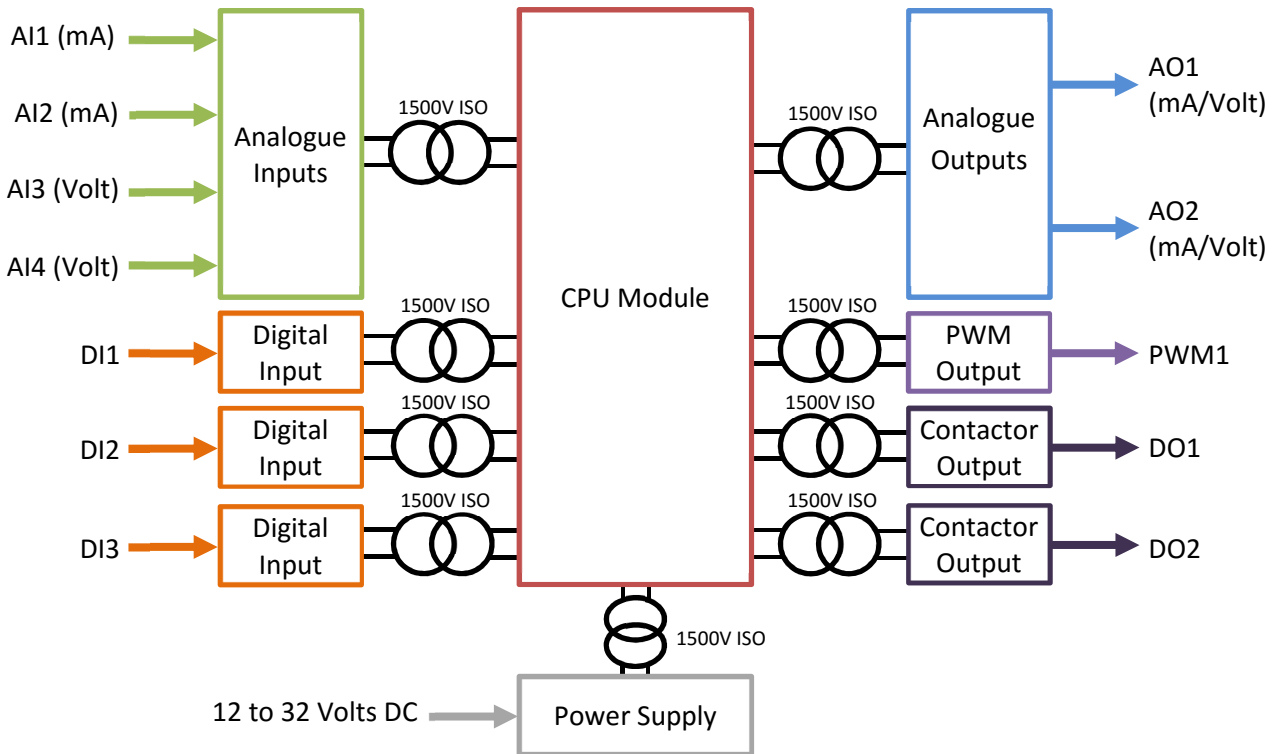 AI1 (mA)
AI2 (mA)
AI3 (Volt)
AI4 (Volt)
Analogue
Inputs
1500V ISO
DI1
Digital
Input
1500V ISO
DI2
Digital
Input
1500V ISO
DI3
Digital
Input
1500V ISO
CPU Module
1500V ISO
Analogue
Outputs
AO1
(mA/Volt)
AO2
(mA/Volt)
1500V ISO
PWM
Output
PWM1
1500V ISO
Contactor
Output
DO1
1500V ISO
Contactor
Output
DO2
1500V ISO
12 to 32 Volts DC
Power Supply